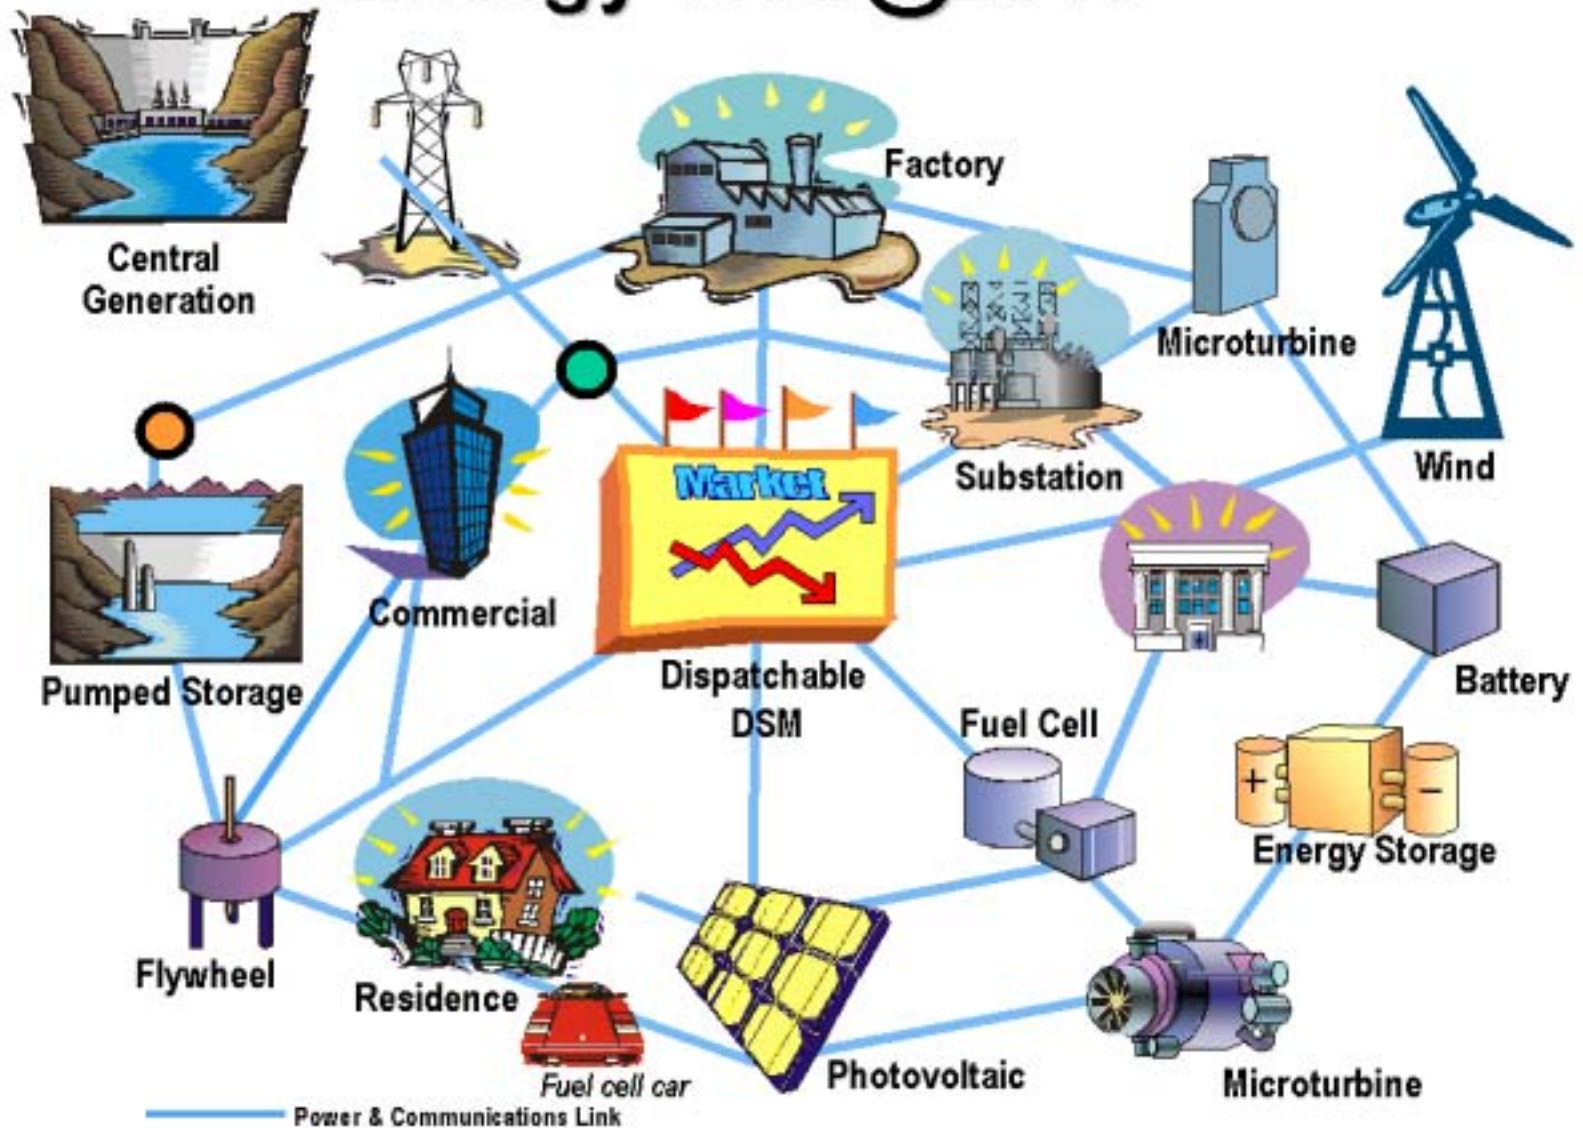 Factory
Central
Generation
Microturbine
Wind
Market
Substation
Commercial
Pumped Storage
Dispatchable
DSM
Battery
Fuel Cell
+
−
Energy Storage
Flywheel
Residence
Photovoltaic
Microturbine
Fuel cell car
Power & Communications Link